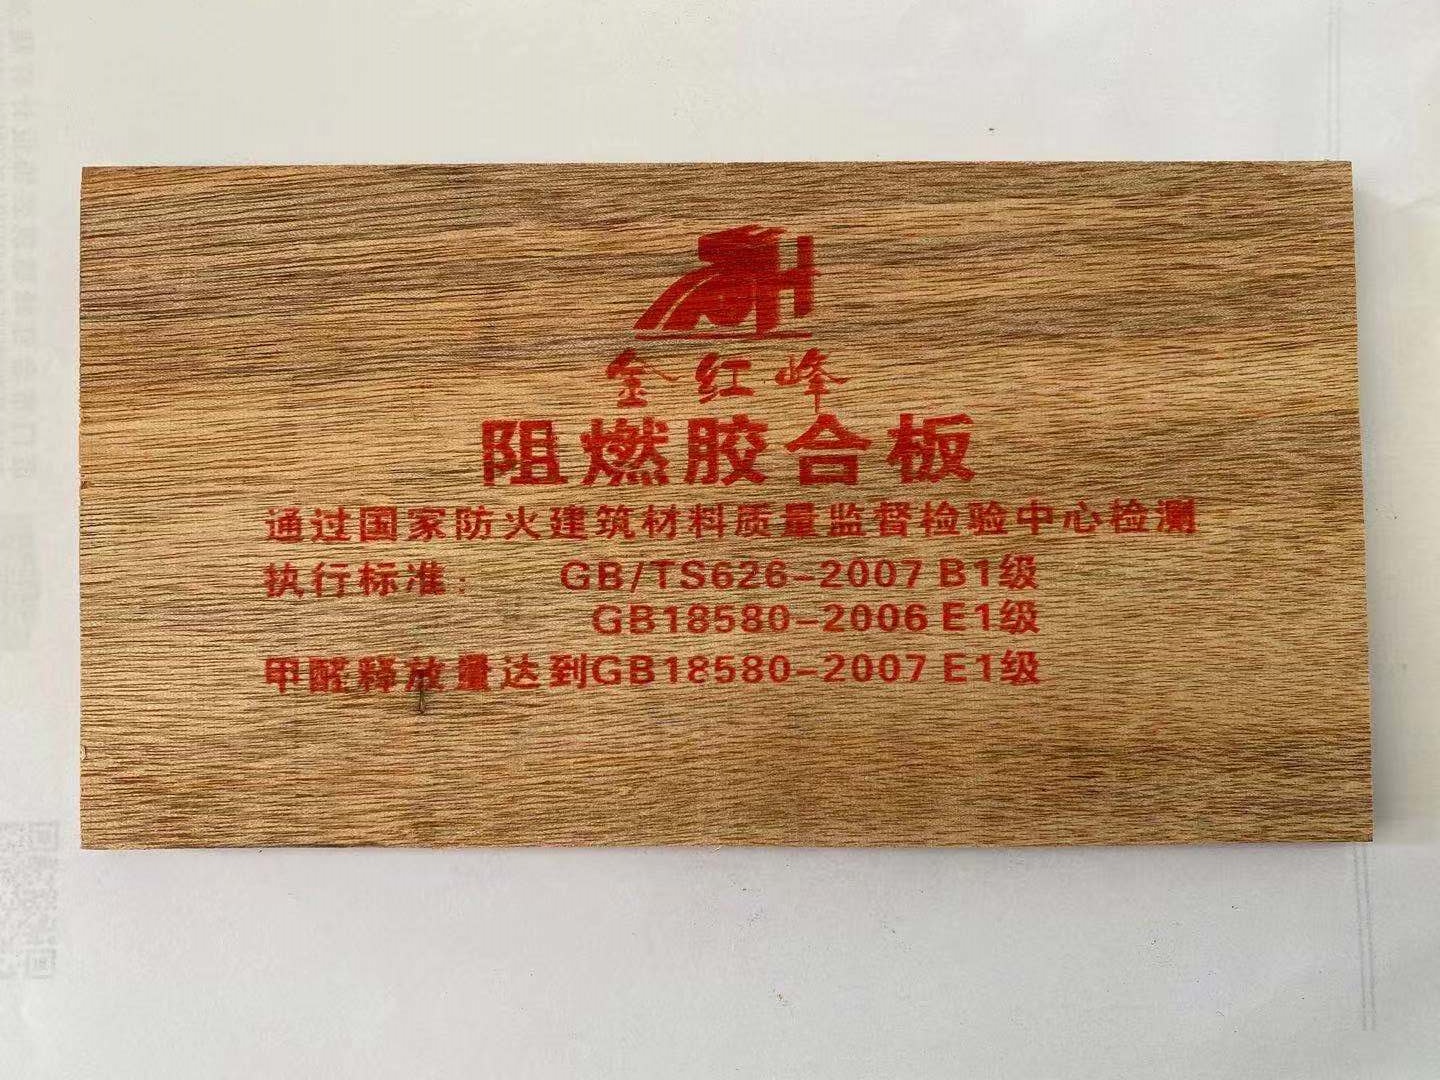 金红峰
阻燃胶合板
通过国家防火建筑材料质量监督检验中心检测
执行标准: GB/TS626-2007 B1级
GB18580-2006 E1级
甲醛释放量达到GB18580-2007 E1级